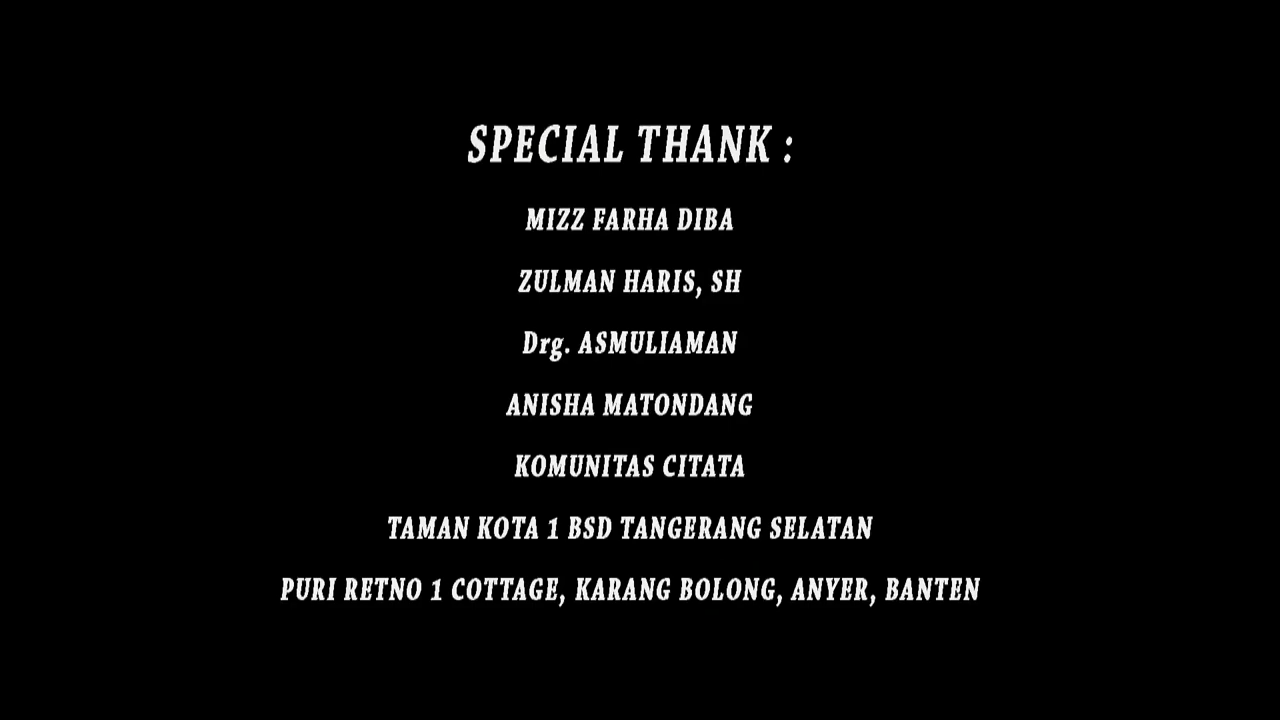 SPECIAL THANK :
MIZZ FARHA DIBA
ZULMAN HARIS, SH
Drg. ASMULIAMAN
ANISHA MATONDANG
KOMUNITAS CITATA
TAMAN KOTA 1 BSD TANGERANG SELATAN
PURI RETNO 1 COTTAGE, KARANG BOLONG, ANYER, BANTEN